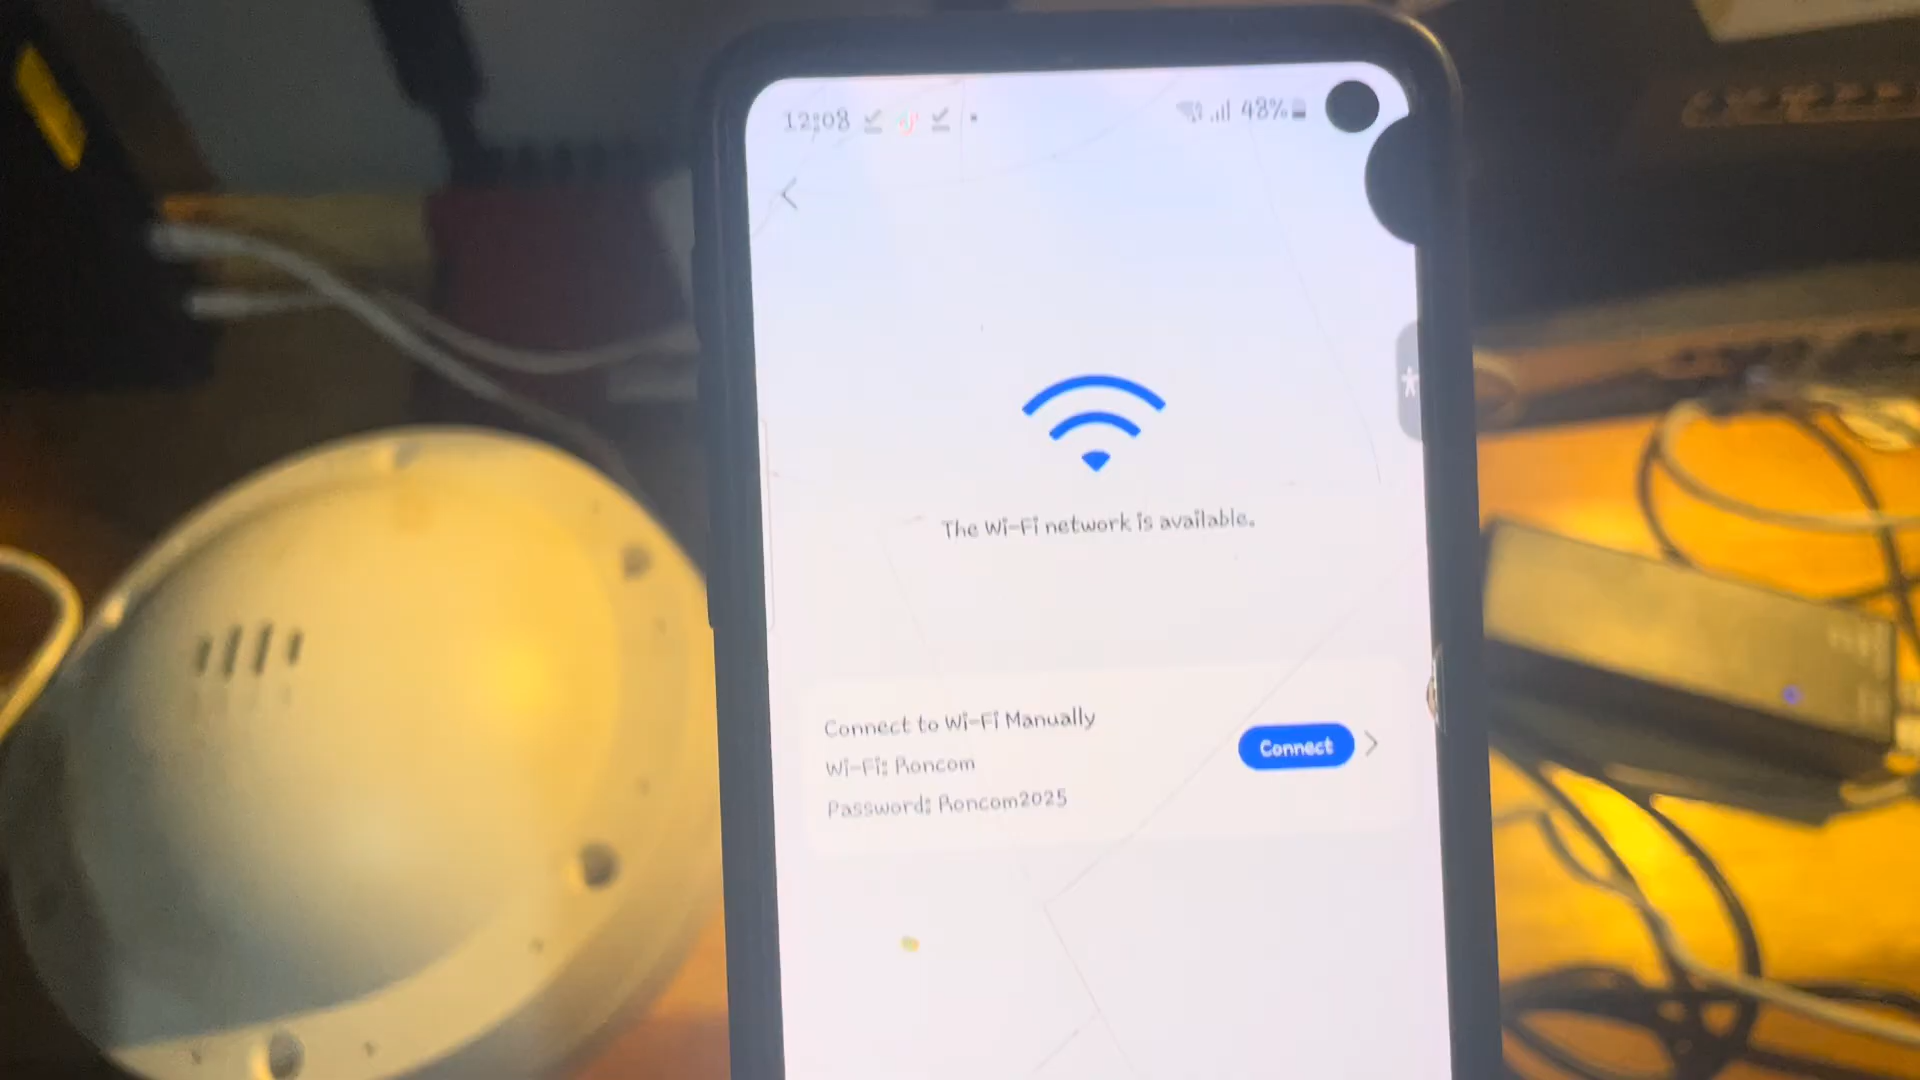 12:08
48%
The Wi-Fi network is available.
Connect to Wi-Fi Manually
Wi-Fi: Roncom
Password: Roncom2025
Connect